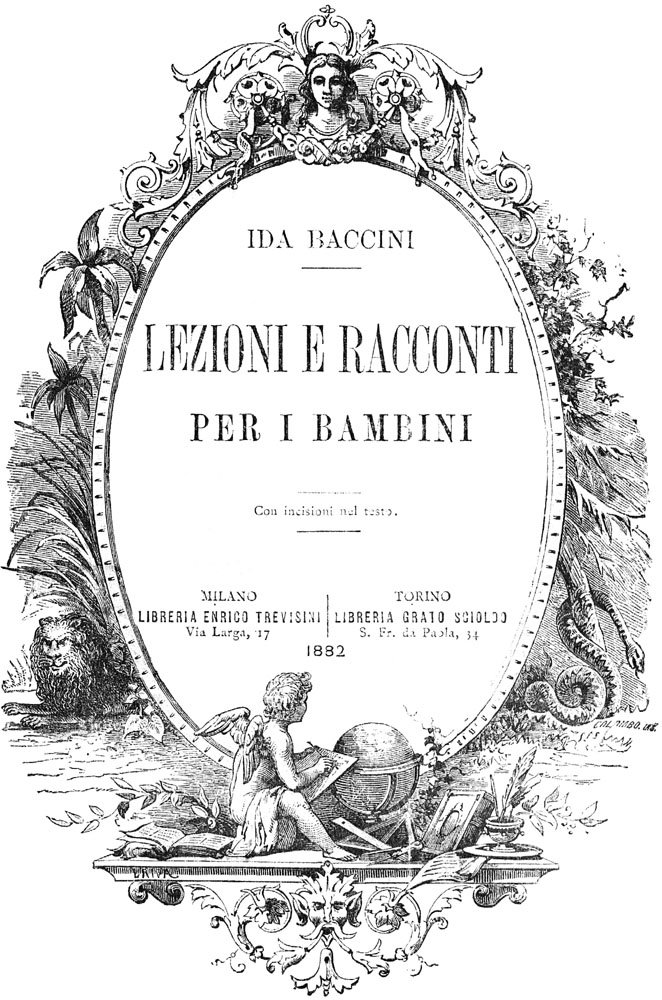 IDA BACCINI
LEZIONI E RACCONTI
PER I BAMBINI
Con incisioni nel testo.
MILANO
LIBRERIA ENRICO TREVISINI
Via Larga, 17
TORINO
LIBRERIA GRATO SCIOLDO
S. Fr. da Paola, 34
1882